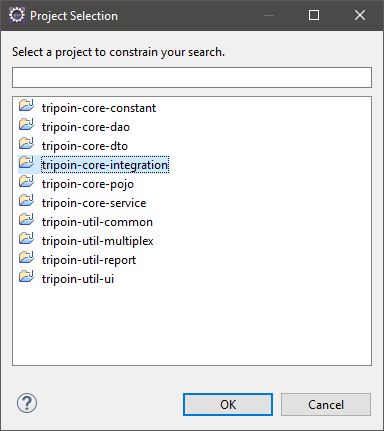 Project Selection
Select a project to constrain your search.
tripoin-core-constant
tripoin-core-dao
tripoin-core-dto
tripoin-core-integration
tripoin-core-pojo
tripoin-core-service
tripoin-util-common
tripoin-util-multiplex
tripoin-util-report
tripoin-util-ui
OK
Cancel